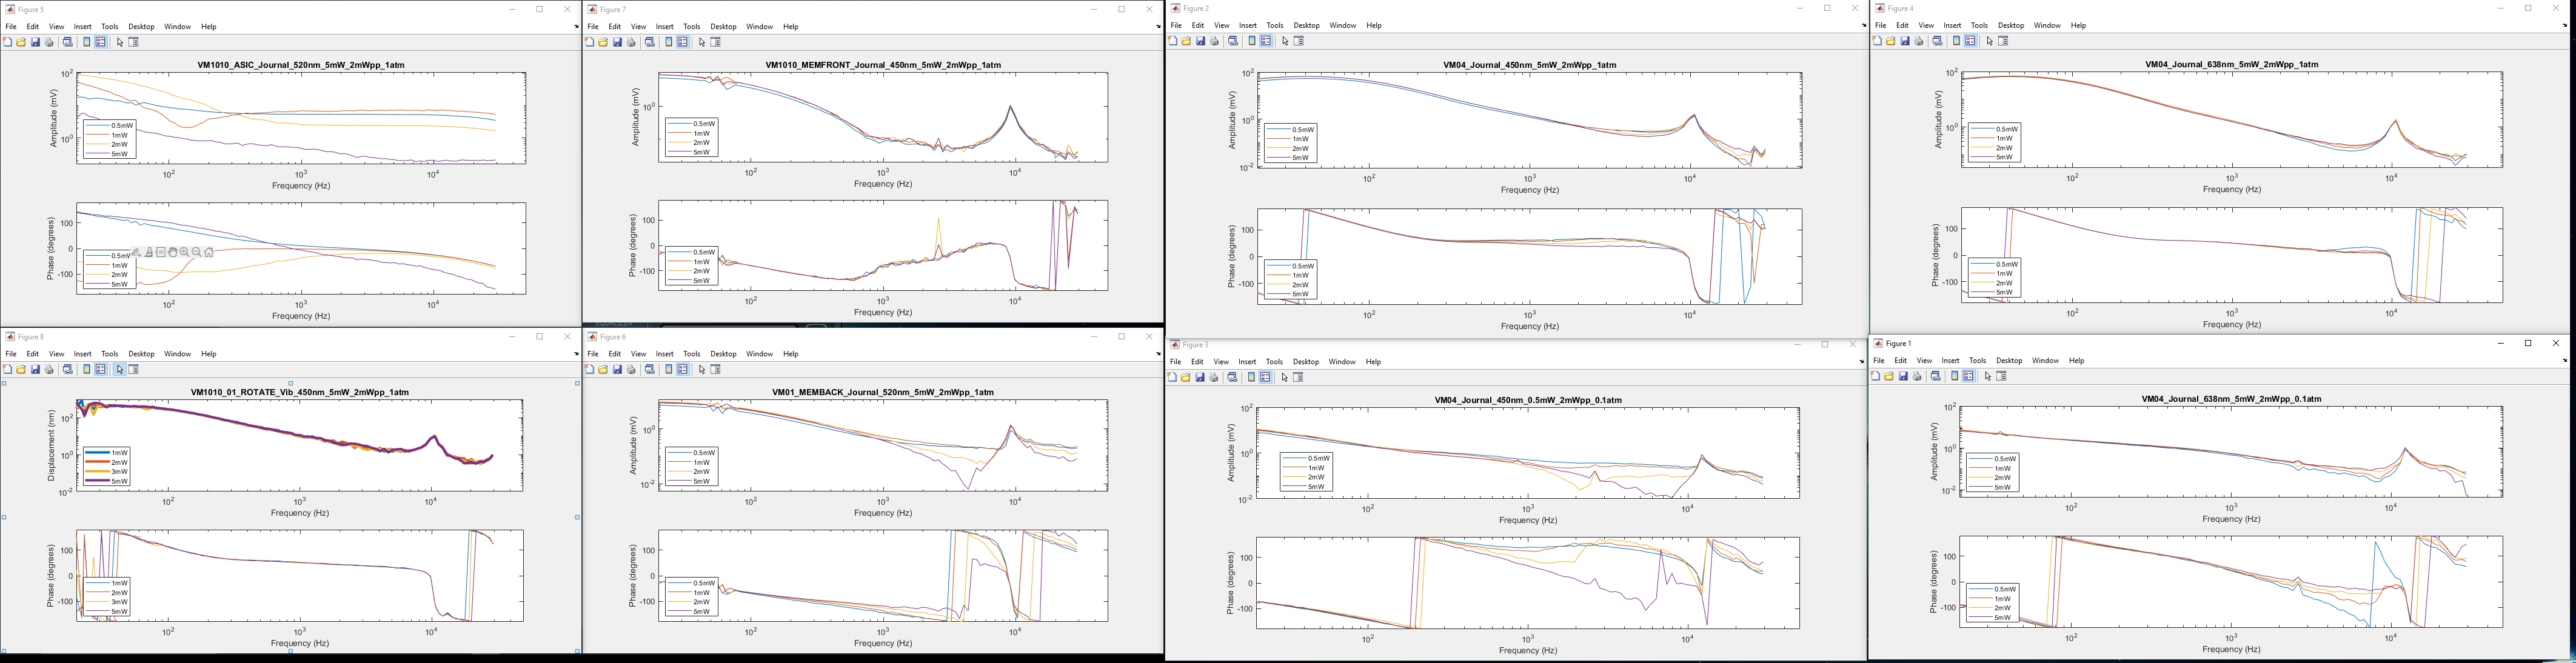 Figure 5
File Edit View Insert Tools Desktop Window Help
VM1010_ASIC_Journal_520nm_5mW_2mWpp_1atm
Amplitude (mV)
10^2
10^0
0.5mW
1mW
2mW
5mW
10^2 10^3 10^4
Frequency (Hz)
Phase (degrees)
100
0
-100
0.5mW
1mW
2mW
5mW
10^2 10^3 10^4
Frequency (Hz)
Figure 7
File Edit View Insert Tools Desktop Window Help
VM1010_MEMFRONT_Journal_450nm_5mW_2mWpp_1atm
Amplitude (mV)
10^0
0.5mW
1mW
2mW
5mW
10^2 10^3 10^4
Frequency (Hz)
Phase (degrees)
100
0
-100
0.5mW
1mW
2mW
5mW
10^2 10^3 10^4
Frequency (Hz)
Figure 2
File Edit View Insert Tools Desktop Window Help
VM04_Journal_450nm_5mW_2mWpp_1atm
Amplitude (mV)
10^2
10^0
10^-2
0.5mW
1mW
2mW
5mW
10^2 10^3 10^4
Frequency (Hz)
Phase (degrees)
100
0
-100
0.5mW
1mW
2mW
5mW
10^2 10^3 10^4
Frequency (Hz)
Figure 4
File Edit View Insert Tools Desktop Window Help
VM04_Journal_638nm_5mW_2mWpp_1atm
Amplitude (mV)
10^2
10^0
0.5mW
1mW
2mW
5mW
10^2 10^3 10^4
Frequency (Hz)
Phase (degrees)
100
0
-100
0.5mW
1mW
2mW
5mW
10^2 10^3 10^4
Frequency (Hz)
Figure 8
File Edit View Insert Tools Desktop Window Help
VM1010_01_ROTATE_Vib_450nm_5mW_2mWpp_1atm
Displacement (nm)
10^2
10^0
10^-2
1mW
2mW
3mW
5mW
10^2 10^3 10^4
Frequency (Hz)
Phase (degrees)
100
0
-100
1mW
2mW
3mW
5mW
10^2 10^3 10^4
Frequency (Hz)
Figure 6
File Edit View Insert Tools Desktop Window Help
VM01_MEMBACK_Journal_520nm_5mW_2mWpp_1atm
Amplitude (mV)
10^0
10^-2
0.5mW
1mW
2mW
5mW
10^2 10^3 10^4
Frequency (Hz)
Phase (degrees)
100
0
-100
0.5mW
1mW
2mW
5mW
10^2 10^3 10^4
Frequency (Hz)
Figure 3
File Edit View Insert Tools Desktop Window Help
VM04_Journal_450nm_0.5mW_2mWpp_0.1atm
Amplitude (mV)
10^2
10^0
10^-2
0.5mW
1mW
2mW
5mW
10^2 10^3 10^4
Frequency (Hz)
Phase (degrees)
100
0
-100
0.5mW
1mW
2mW
5mW
10^2 10^3 10^4
Frequency (Hz)
Figure 1
File Edit View Insert Tools Desktop Window Help
VM04_Journal_638nm_5mW_2mWpp_0.1atm
Amplitude (mV)
10^2
10^0
10^-2
0.5mW
1mW
2mW
5mW
10^2 10^3 10^4
Frequency (Hz)
Phase (degrees)
100
0
-100
0.5mW
1mW
2mW
5mW
10^2 10^3 10^4
Frequency (Hz)